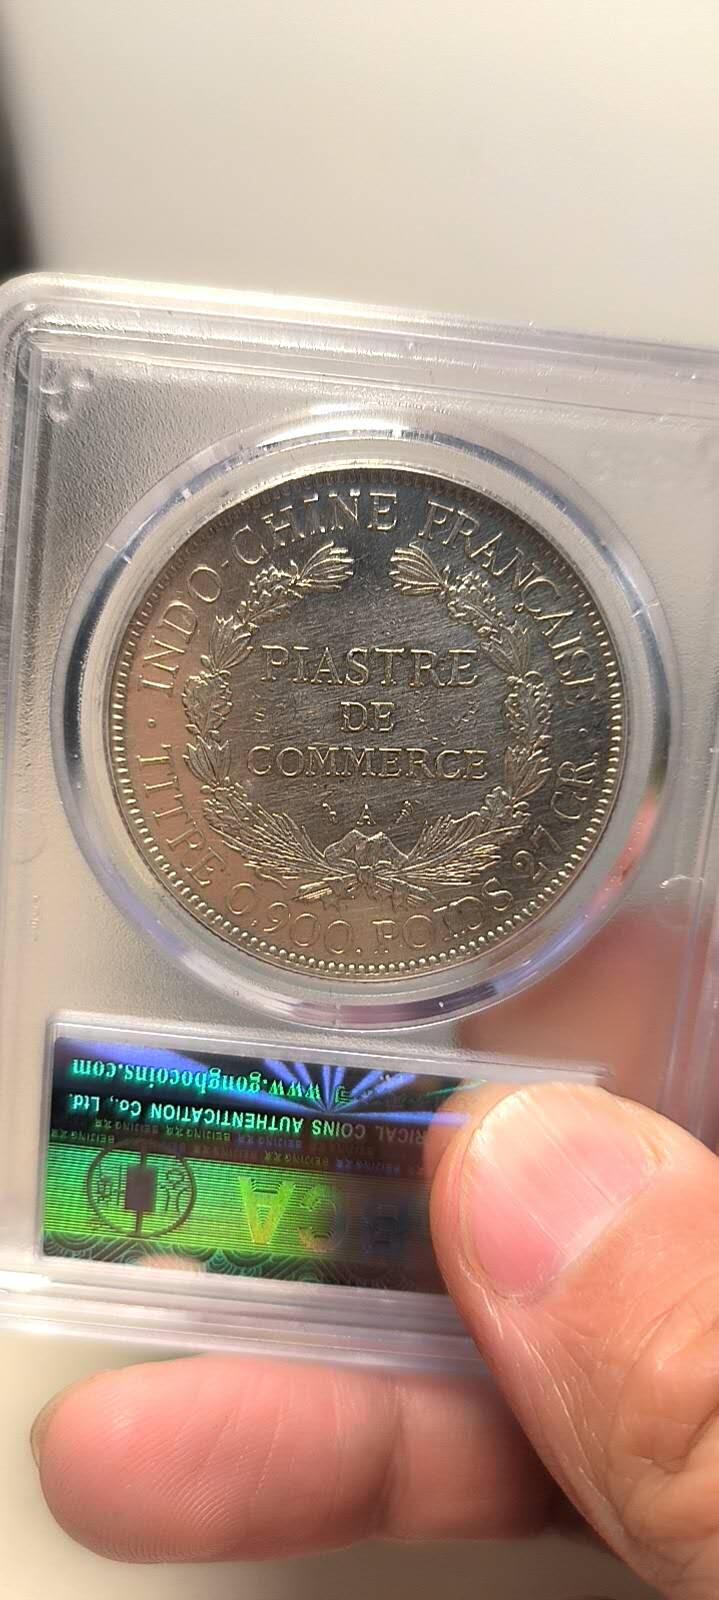 INDO-CHINE FRANÇAISE
PIASTRE
DE
COMMERCE
A
TITRE 0,900. POIDS 27 GR.
BCA
RICAL COINS AUTHENTICATION Co., Ltd.
www.gongbocoins.com